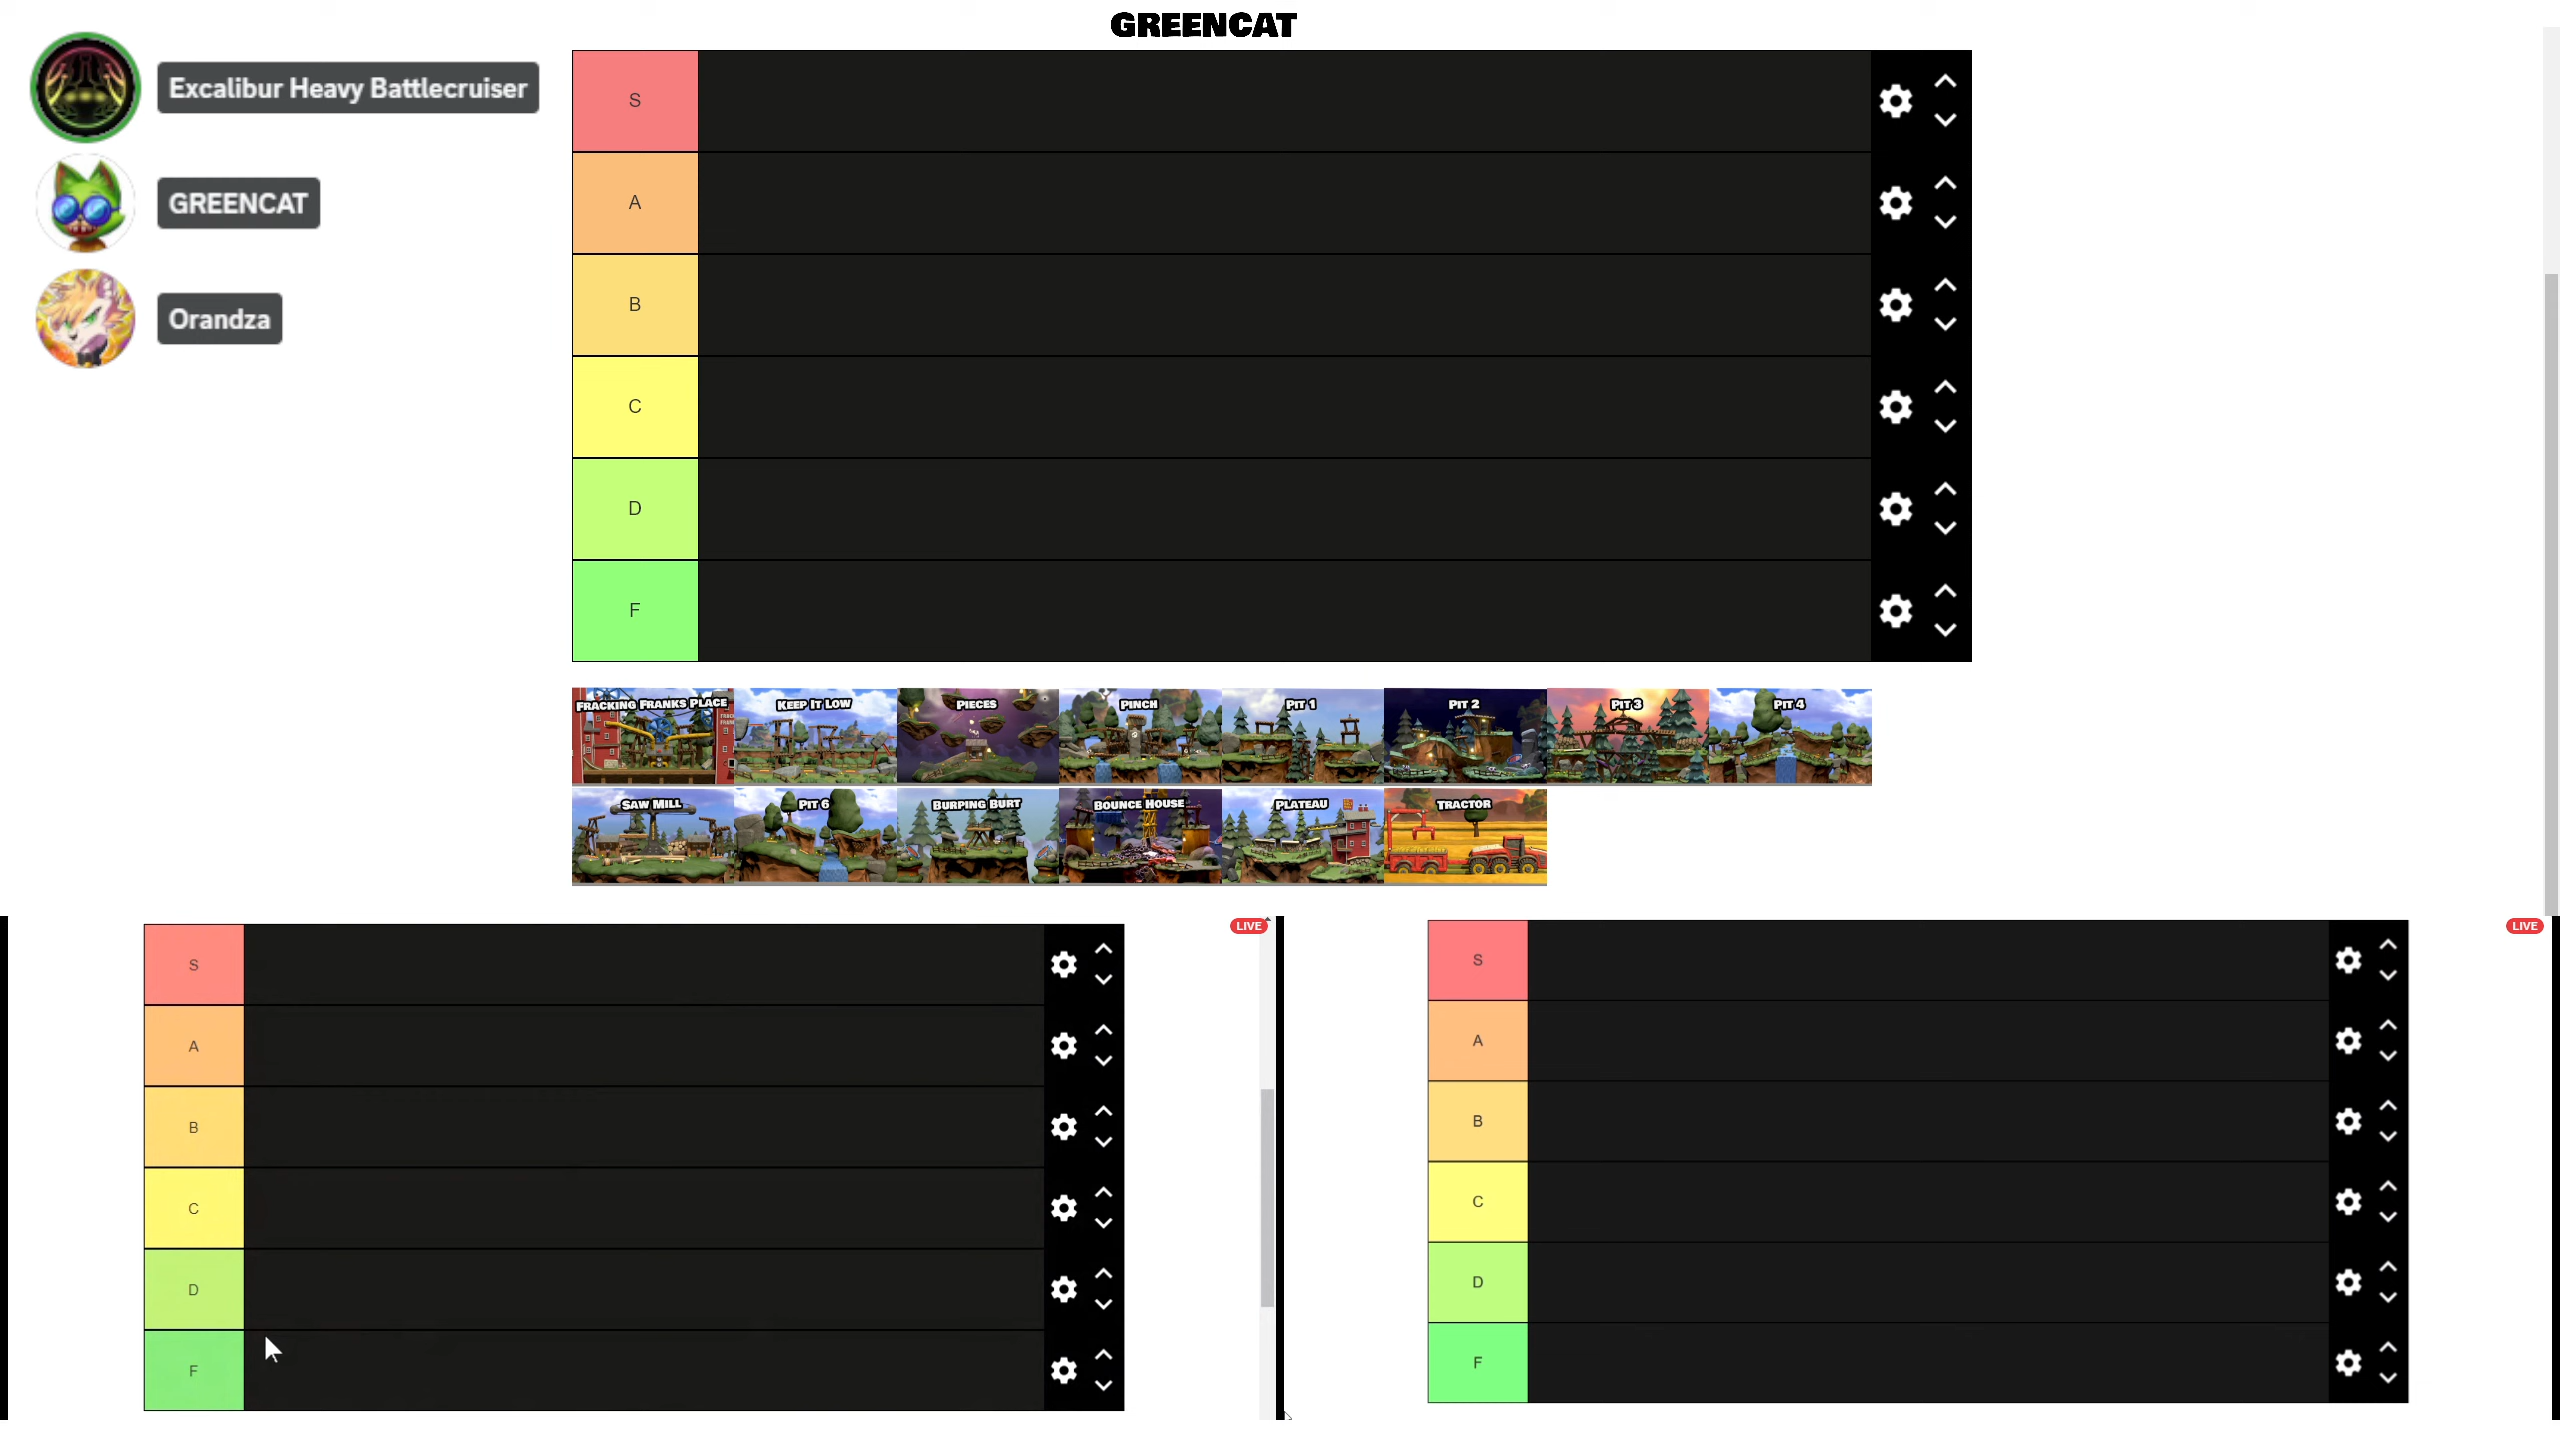 GREENCAT
Excalibur Heavy Battlecruiser
GREENCAT
Orandza
S
A
B
C
D
F
FRACKING FRANKS PLACE
KEEP IT LOW
PIECES
PINCH
PIT 1
PIT 2
PIT 3
PIT 4
SAW MILL
PIT 6
BURPING BURT
BOUNCE HOUSE
PLATEAU
TRACTOR
LIVE
S
A
B
C
D
F
LIVE
S
A
B
C
D
F